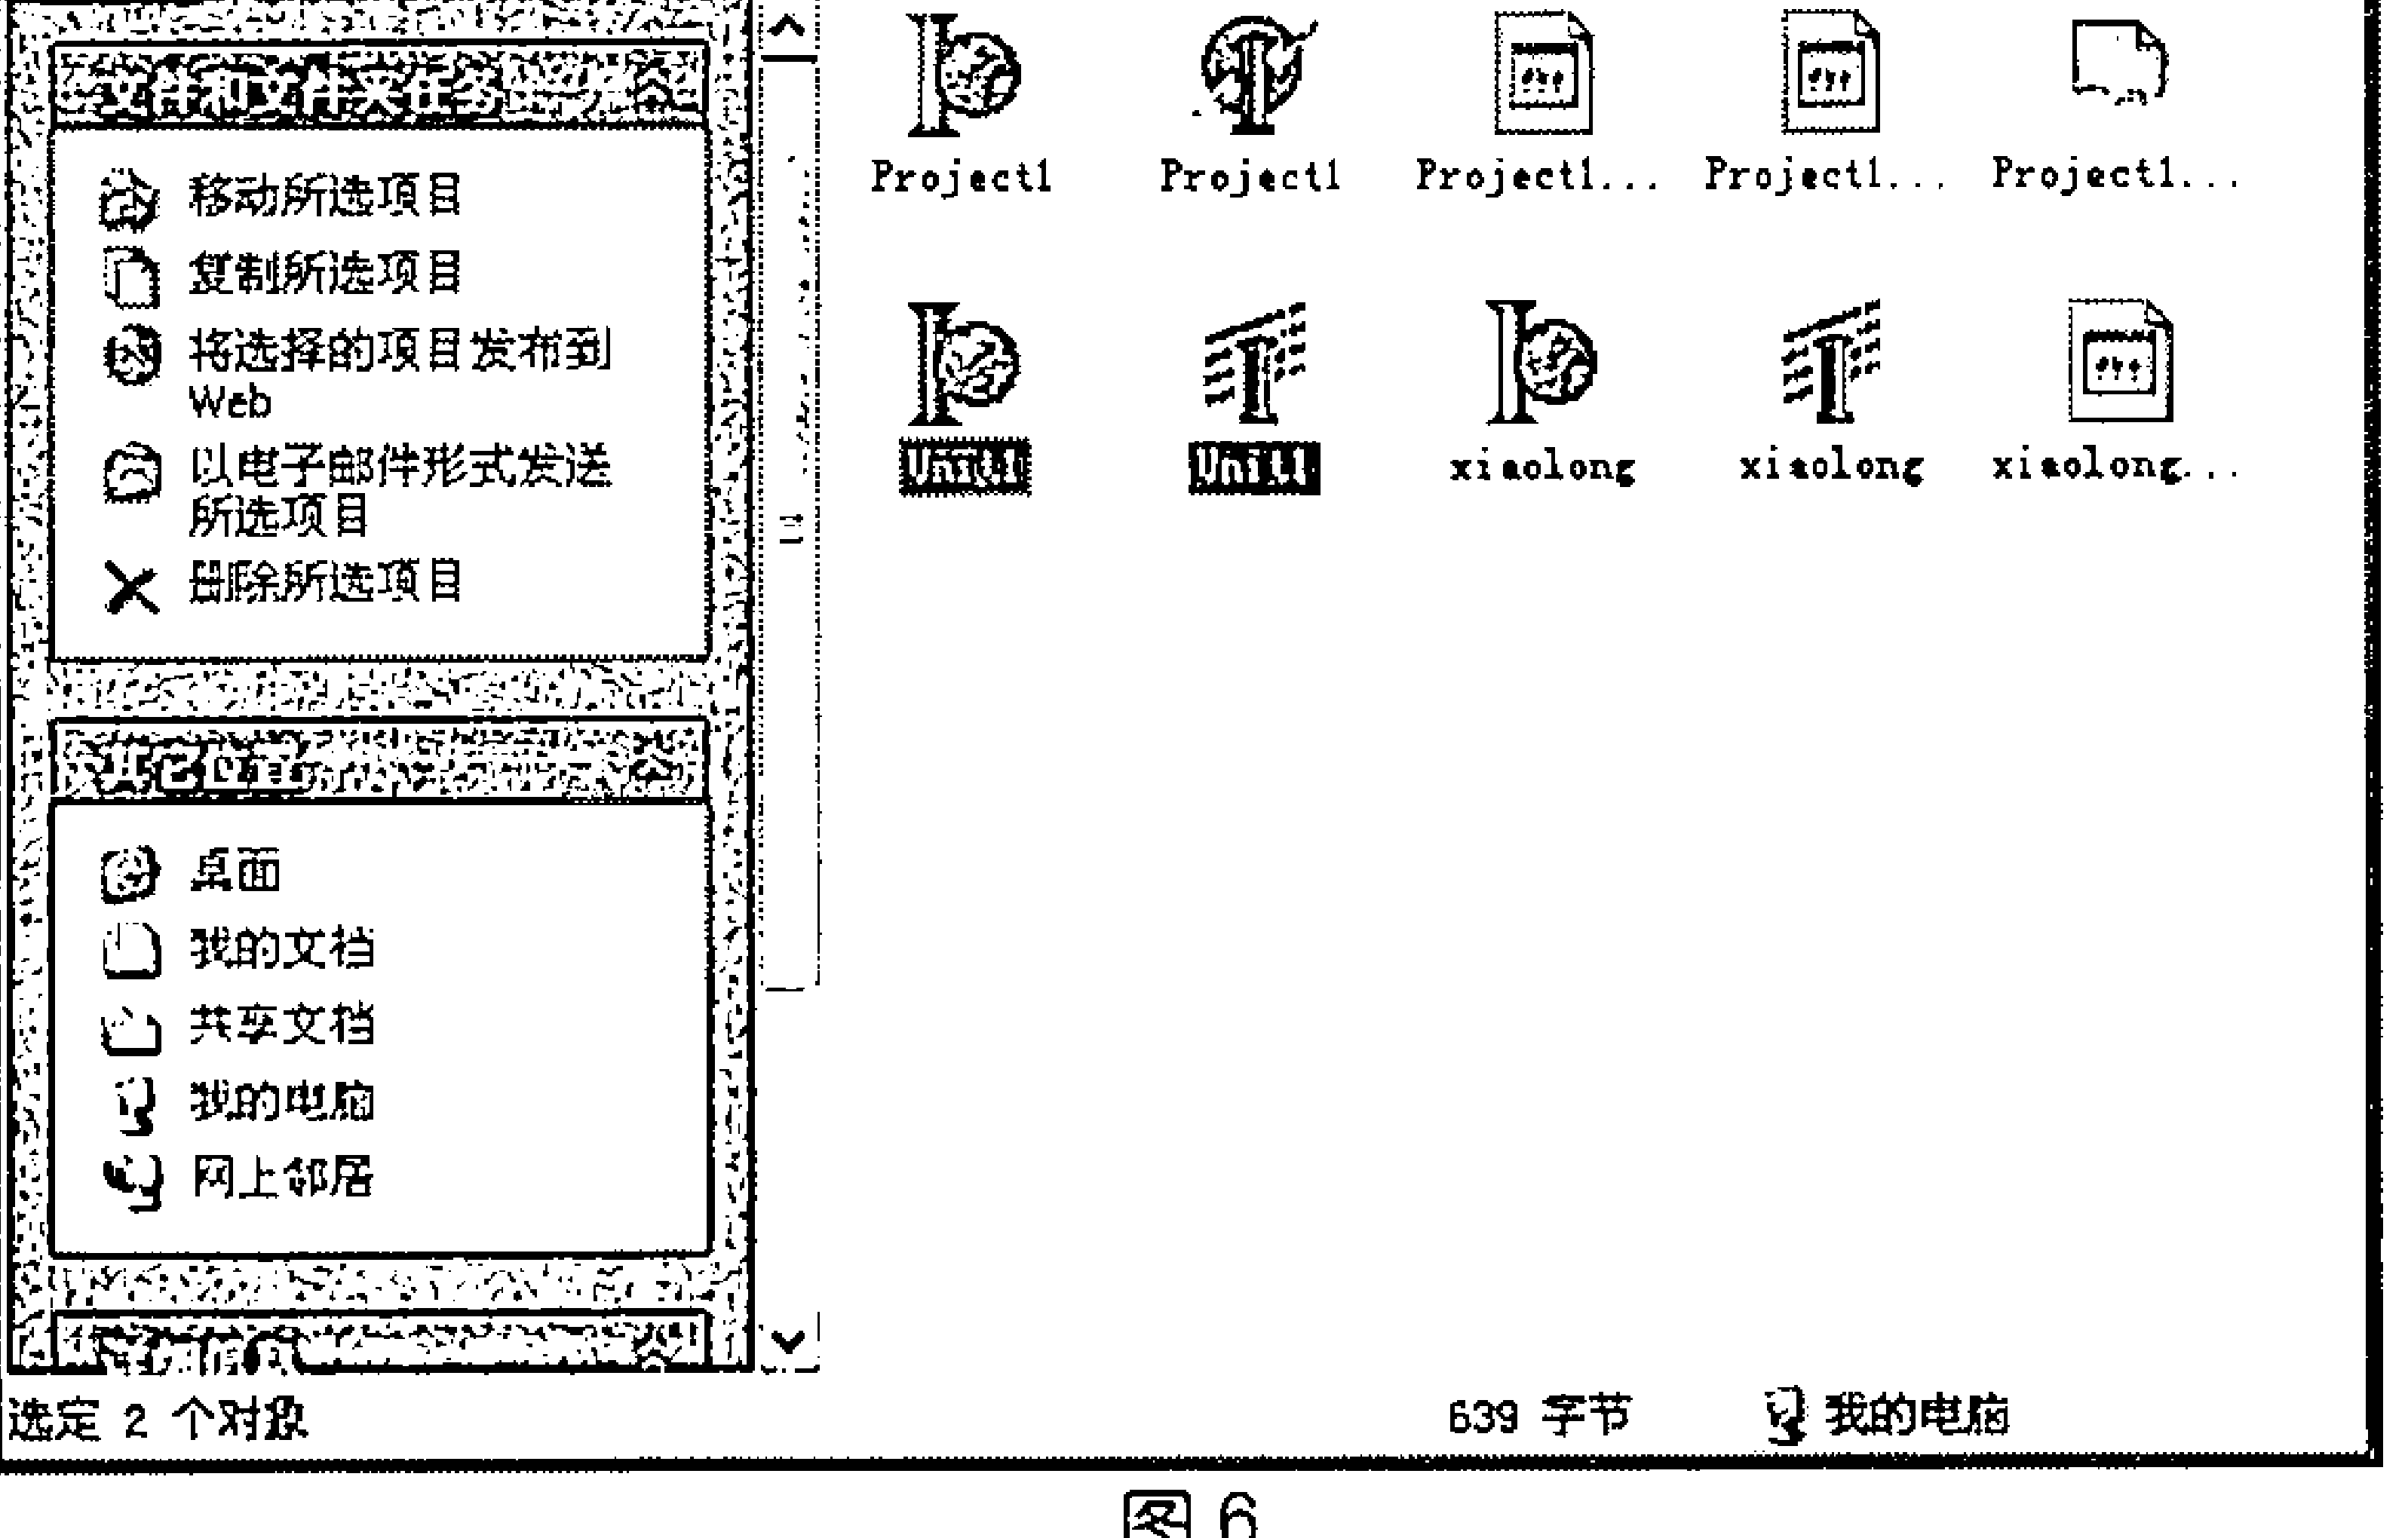 文件和文件夹任务
移动所选项目
复制所选项目
将选择的项目发布到
Web
以电子邮件形式发送
所选项目
删除所选项目
其它位置
桌面
我的文档
共享文档
我的电脑
网上邻居
详细信息
Project1 Project1 Project1... Project1... Project1...
Unit1 Unit1 xiaolong xiaolong xiaolong...
选定 2 个对象 639 字节 我的电脑
图 6